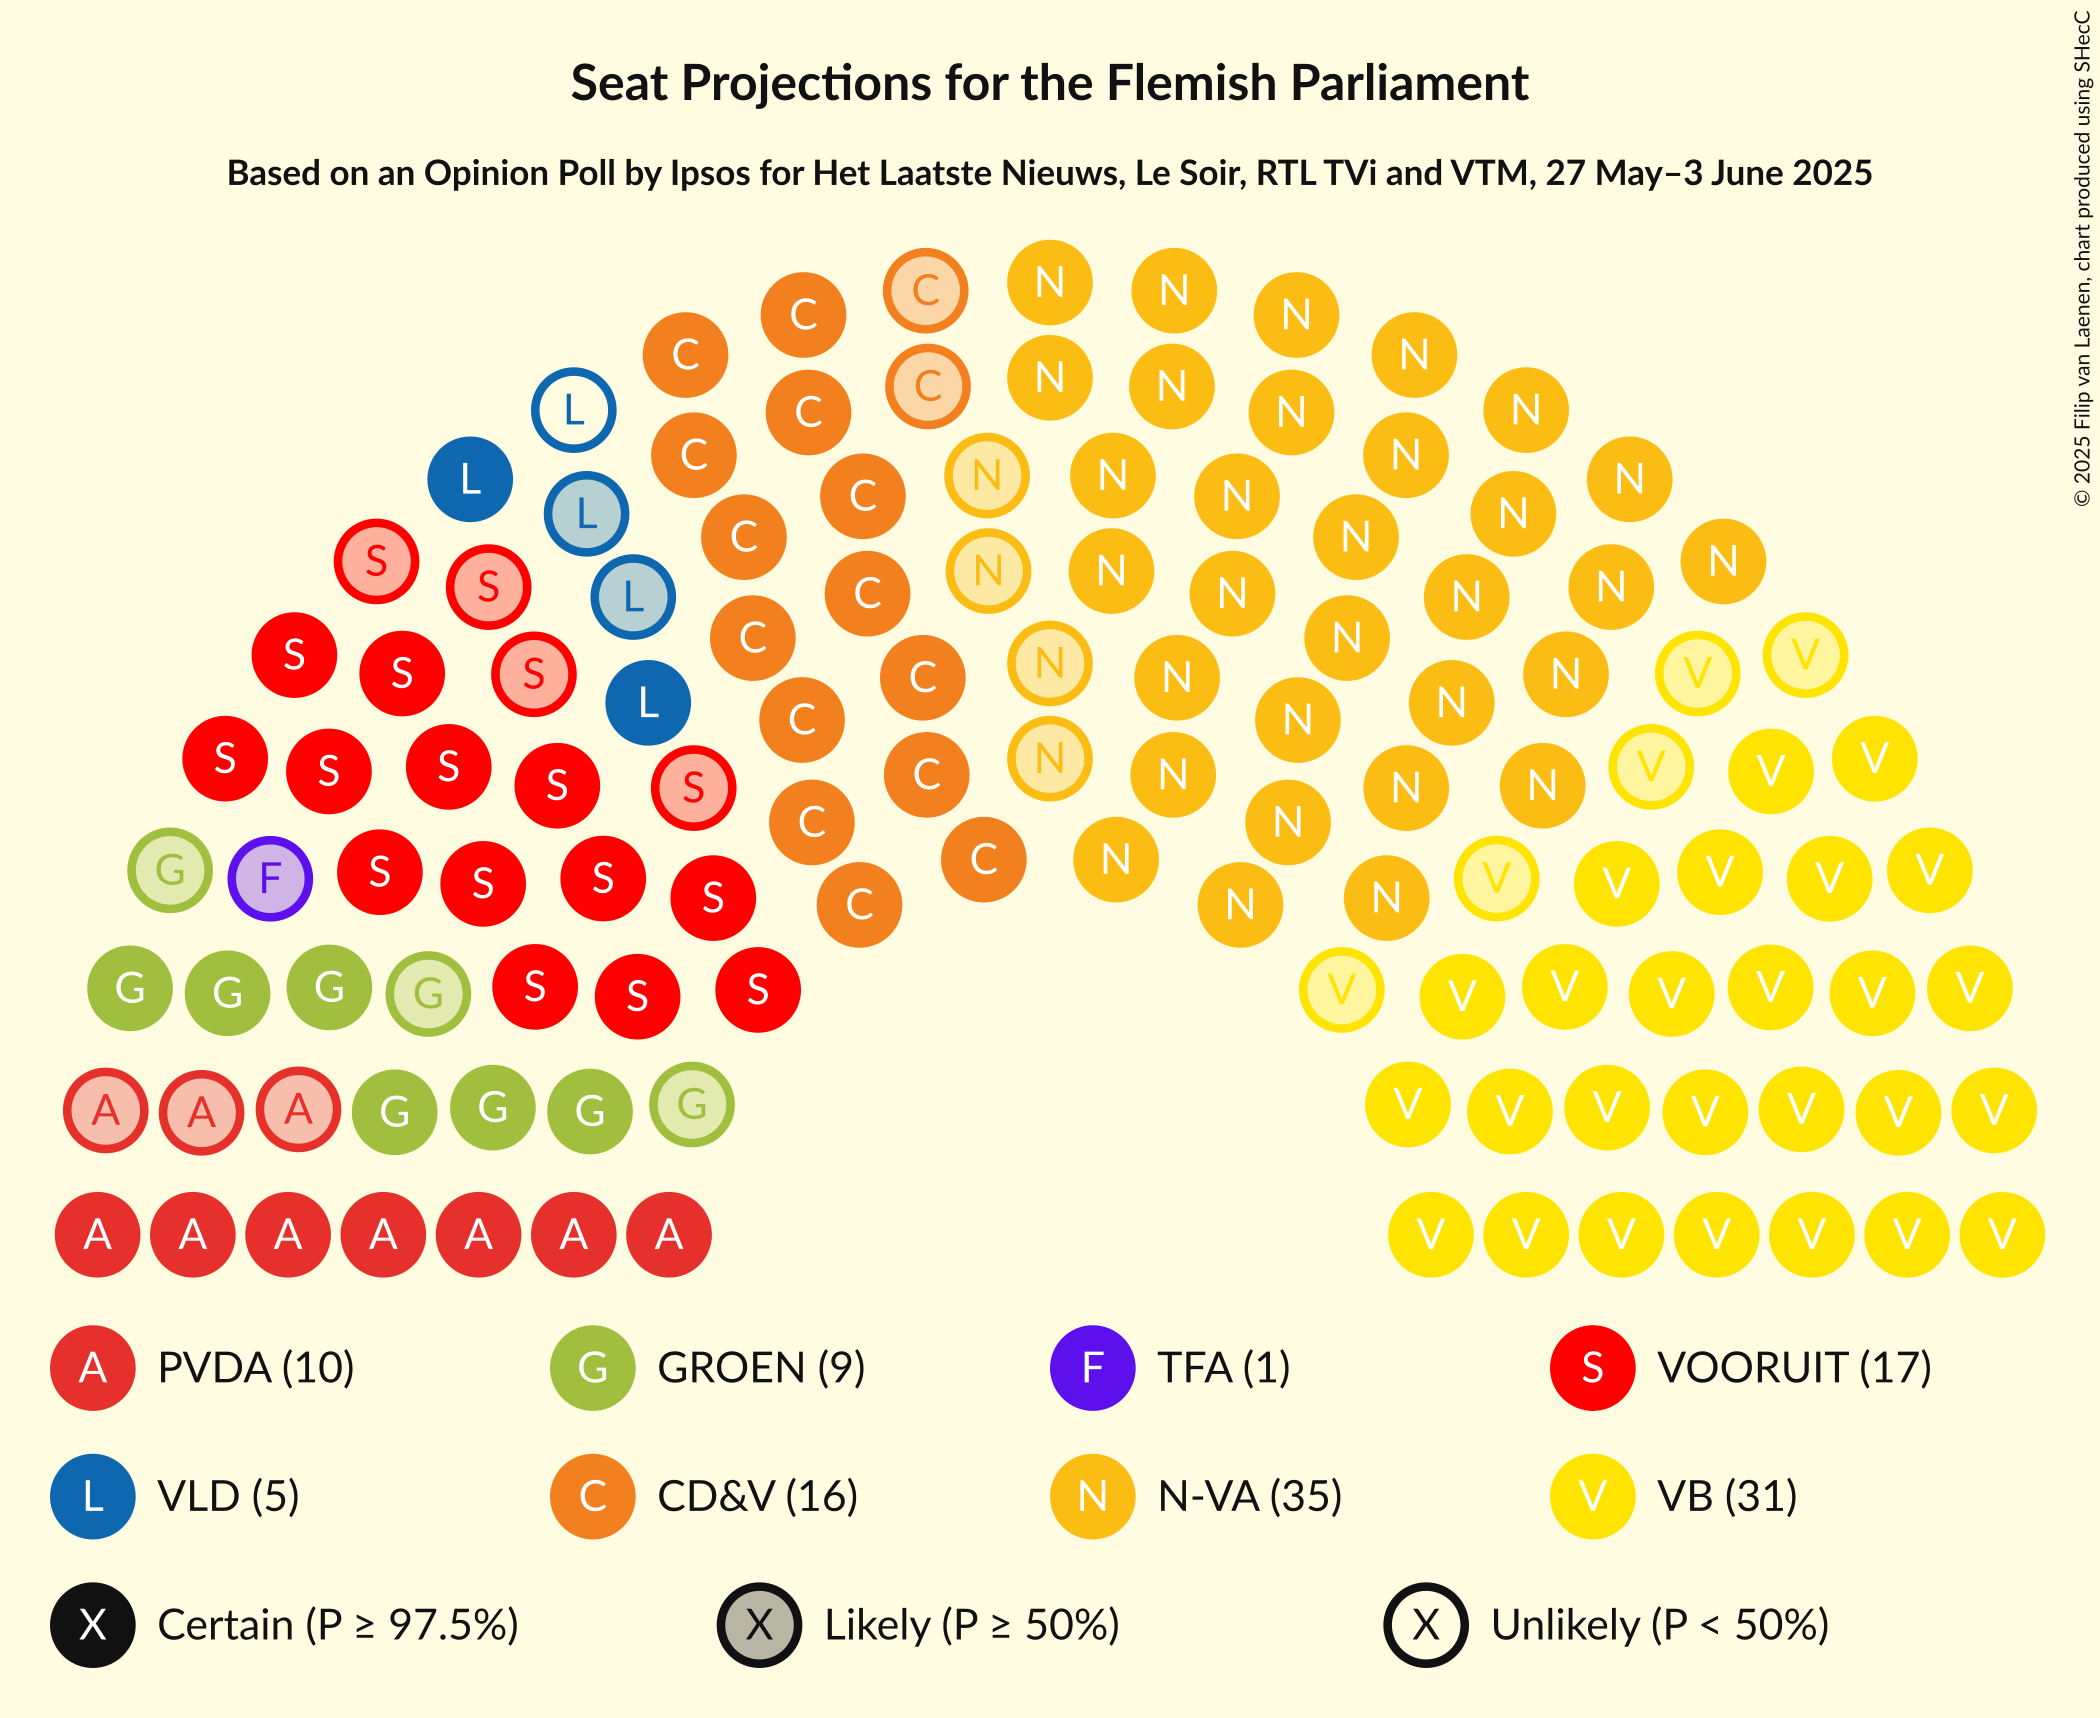 Seat Projections for the Flemish Parliament
Based on an Opinion Poll by Ipsos for Het Laatste Nieuws, Le Soir, RTL TVi and VTM, 27 May–3 June 2025
© 2025 Filip van Laenen, chart produced using SHecC
N
C N
C N
C N
L N
L N
S N
S V
S V
G V
G V
A V
A V
N
C N
C N
C N
L N
S N
S V
S V
F V
G V
A V
A V
N N
C N
C N
L N
S N
S V
S V
G V
A V
A V
N N
C N
C N
L N
S N
S V
G V
G V
A V
N
C N
C N
S N
S V
S V
G V
A V
N
C N
C N
S N
S V
G V
A V
C N
C N
S V
G V
A V
A PVDA (10) G GROEN (9) F TFA (1) S VOORUIT (17)
L VLD (5) C CD&V (16) N N-VA (35) V VB (31)
X Certain (P ≥ 97.5%) X Likely (P ≥ 50%) X Unlikely (P < 50%)